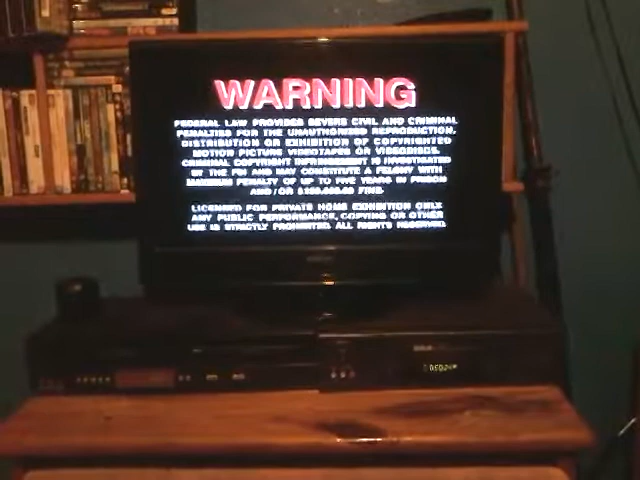 WARNING
FEDERAL LAW PROVIDES SEVERE CIVIL AND CRIMINAL
PENALTIES FOR THE UNAUTHORIZED REPRODUCTION,
DISTRIBUTION OR EXHIBITION OF COPYRIGHTED
MOTION PICTURE VIDEOTAPES OR VIDEODISCS.
CRIMINAL COPYRIGHT INFRINGEMENT IS INVESTIGATED
BY THE FBI AND MAY CONSTITUTE A FELONY WITH
MAXIMUM PENALTY OF UP TO FIVE YEARS IN PRISON
AND/OR A FINE.
LICENSED FOR PRIVATE HOME EXHIBITION ONLY.
ANY PUBLIC PERFORMANCE, COPYING OR OTHER
USE IS STRICTLY PROHIBITED. ALL RIGHTS RESERVED.